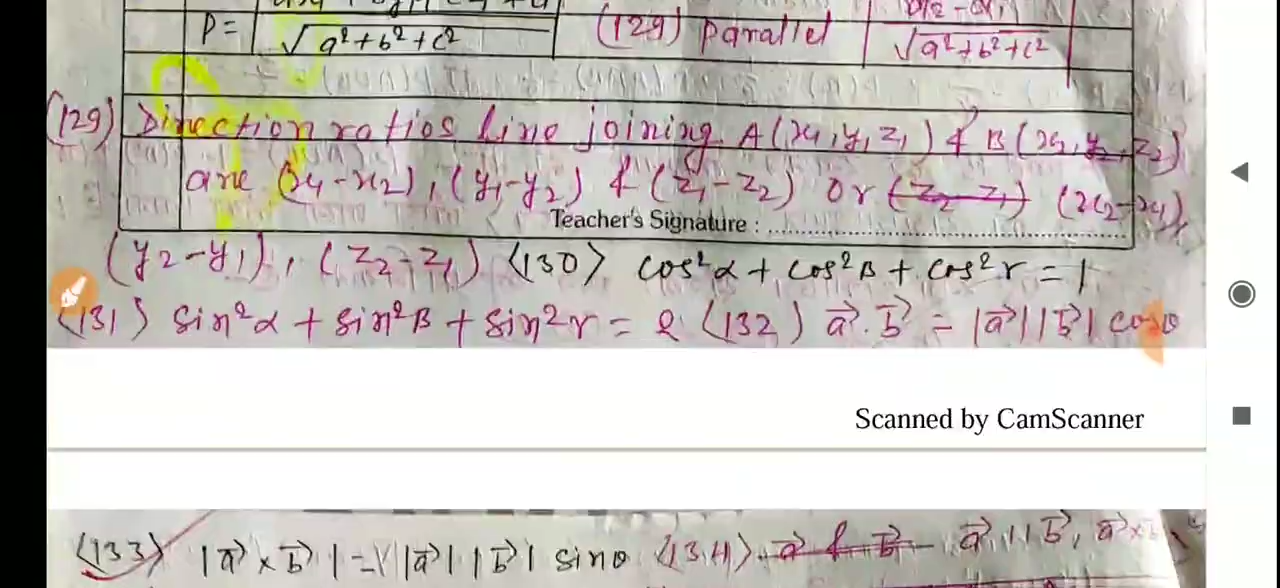 P = √a²+b²+c² (129) Parallel √a²+b²+c²
(129) Direction ratios line joining A(x₁,y₁,z₁) & B(x₂,y₂,z₂)
are (x₁-x₂), (y₁-y₂) & (z₁-z₂) or (z₂-z₁) (x₂-x₁),
Teacher's Signature : ........................................
(y₂-y₁), (z₂-z₁) (130) cos²α + cos²β + cos²r = 1
(131) sin²α + sin²β + sin²r = 2 (132) a⃗.b⃗ = |a⃗||b⃗| cosθ
Scanned by CamScanner
(133) |a⃗×b⃗| = |a⃗||b⃗| sinθ (134) a⃗ & b⃗ a⃗ || b⃗,